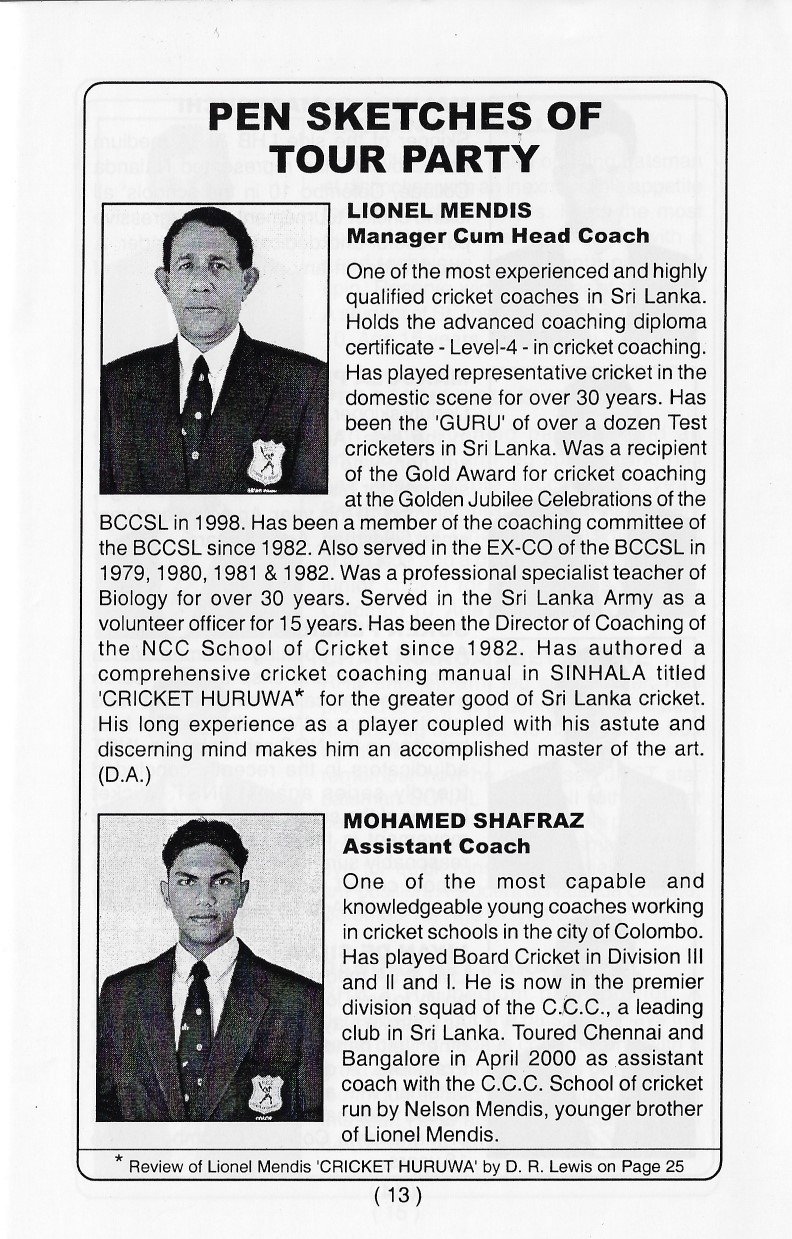 PEN SKETCHES OF
TOUR PARTY
LIONEL MENDIS
Manager Cum Head Coach
One of the most experienced and highly
qualified cricket coaches in Sri Lanka.
Holds the advanced coaching diploma
certificate - Level-4 - in cricket coaching.
Has played representative cricket in the
domestic scene for over 30 years. Has
been the 'GURU' of over a dozen Test
cricketers in Sri Lanka. Was a recipient
of the Gold Award for cricket coaching
at the Golden Jubilee Celebrations of the
BCCSL in 1998. Has been a member of the coaching committee of
the BCCSL since 1982. Also served in the EX-CO of the BCCSL in
1979, 1980, 1981 & 1982. Was a professional specialist teacher of
Biology for over 30 years. Served in the Sri Lanka Army as a
volunteer officer for 15 years. Has been the Director of Coaching of
the NCC School of Cricket since 1982. Has authored a
comprehensive cricket coaching manual in SINHALA titled
'CRICKET HURUWA* for the greater good of Sri Lanka cricket.
His long experience as a player coupled with his astute and
discerning mind makes him an accomplished master of the art.
(D.A.)
MOHAMED SHAFRAZ
Assistant Coach
One of the most capable and
knowledgeable young coaches working
in cricket schools in the city of Colombo.
Has played Board Cricket in Division III
and II and I. He is now in the premier
division squad of the C.C.C., a leading
club in Sri Lanka. Toured Chennai and
Bangalore in April 2000 as assistant
coach with the C.C.C. School of cricket
run by Nelson Mendis, younger brother
of Lionel Mendis.
* Review of Lionel Mendis 'CRICKET HURUWA' by D. R. Lewis on Page 25
( 13 )